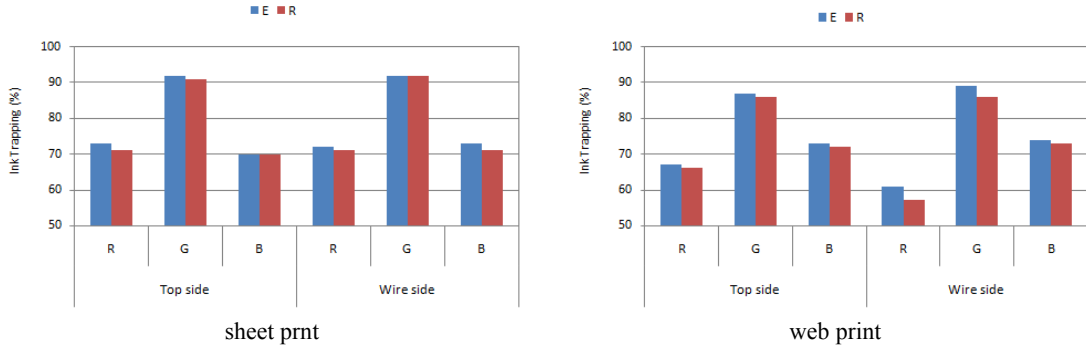 E R
100
90
80
70
60
50
Ink Trapping (%)
R G B R G B
Top side Wire side
sheet prnt
E R
100
90
80
70
60
50
Ink Trapping (%)
R G B R G B
Top side Wire side
web print